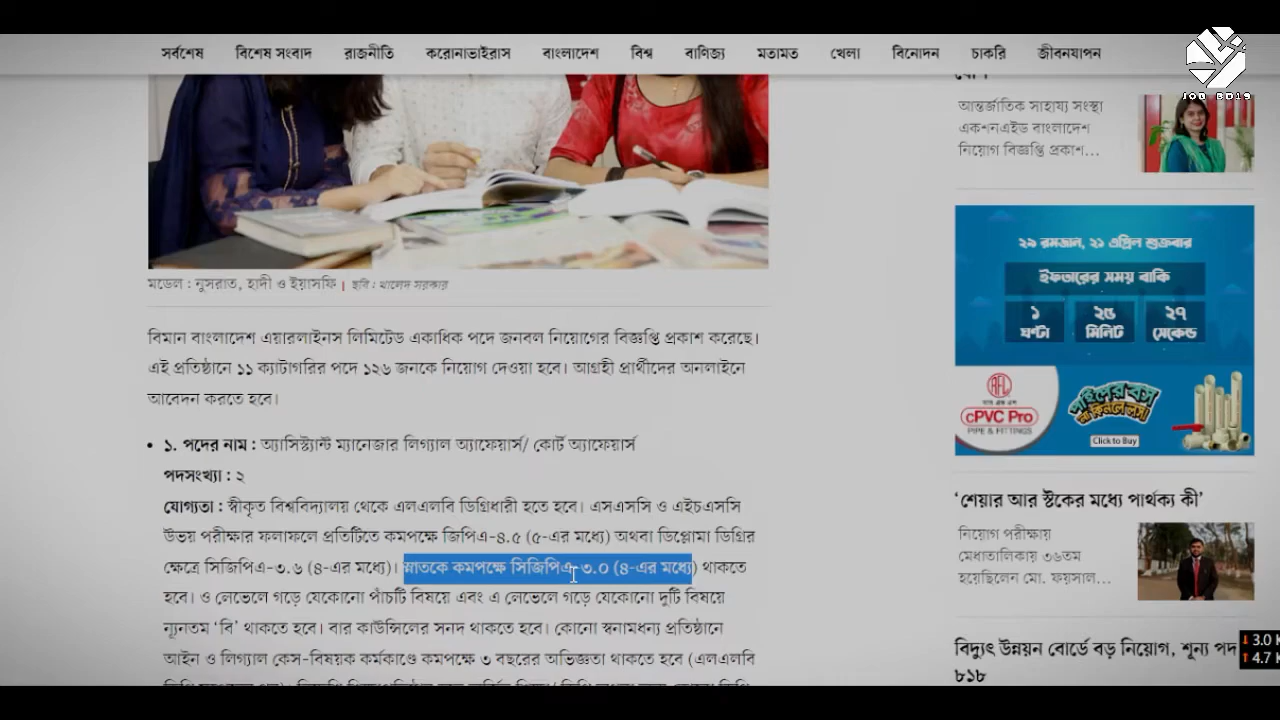 সর্বশেষ বিশেষ সংবাদ রাজনীতি করোনাভাইরাস বাংলাদেশ বিশ্ব বাণিজ্য মতামত খেলা বিনোদন চাকরি জীবনযাপন
আন্তর্জাতিক সাহায্য সংস্থা
একশনএইড বাংলাদেশ
নিয়োগ বিজ্ঞপ্তি প্রকাশ...
২৯ রমজান, ২১ এপ্রিল শুক্রবার
ইফতারের সময় বাকি
১ ২৫ ২৭
ঘণ্টা মিনিট সেকেন্ড
RFL
cPVC Pro
PIPE & FITTINGS
Click to Buy
মডেল : নুসরাত, হাদী ও ইয়াসফি | ছবি : খালেদ সরকার
বিমান বাংলাদেশ এয়ারলাইনস লিমিটেড একাধিক পদে জনবল নিয়োগের বিজ্ঞপ্তি প্রকাশ করেছে।
এই প্রতিষ্ঠানে ১১ ক্যাটাগরির পদে ১২৬ জনকে নিয়োগ দেওয়া হবে। আগ্রহী প্রার্থীদের অনলাইনে
আবেদন করতে হবে।
• ১. পদের নাম : অ্যাসিস্ট্যান্ট ম্যানেজার লিগ্যাল অ্যাফেয়ার্স/ কোর্ট অ্যাফেয়ার্স
পদসংখ্যা : ২
যোগ্যতা : স্বীকৃত বিশ্ববিদ্যালয় থেকে এলএলবি ডিগ্রিধারী হতে হবে। এসএসসি ও এইচএসসি
উভয় পরীক্ষার ফলাফলে প্রতিটিতে কমপক্ষে জিপিএ-৪.৫ (৫-এর মধ্যে) অথবা ডিপ্লোমা ডিগ্রির
ক্ষেত্রে সিজিপিএ-৩.৬ (৪-এর মধ্যে)। স্নাতকে কমপক্ষে সিজিপিএ-৩.০ (৪-এর মধ্যে) থাকতে
হবে। ও লেভেলে গড়ে যেকোনো পাঁচটি বিষয়ে এবং এ লেভেলে গড়ে যেকোনো দুটি বিষয়ে
ন্যূনতম ‘বি’ থাকতে হবে। বার কাউন্সিলের সনদ থাকতে হবে। কোনো স্বনামধন্য প্রতিষ্ঠানে
আইন ও লিগ্যাল কেস-বিষয়ক কর্মকাণ্ডে কমপক্ষে ৩ বছরের অভিজ্ঞতা থাকতে হবে (এলএলবি
‘শেয়ার আর স্টকের মধ্যে পার্থক্য কী’
নিয়োগ পরীক্ষায়
মেধাতালিকায় ৩৬তম
হয়েছিলেন মো. ফয়সাল...
বিদ্যুৎ উন্নয়ন বোর্ডে বড় নিয়োগ, শূন্য পদ
৮১৮
3.0 K
4.7 K